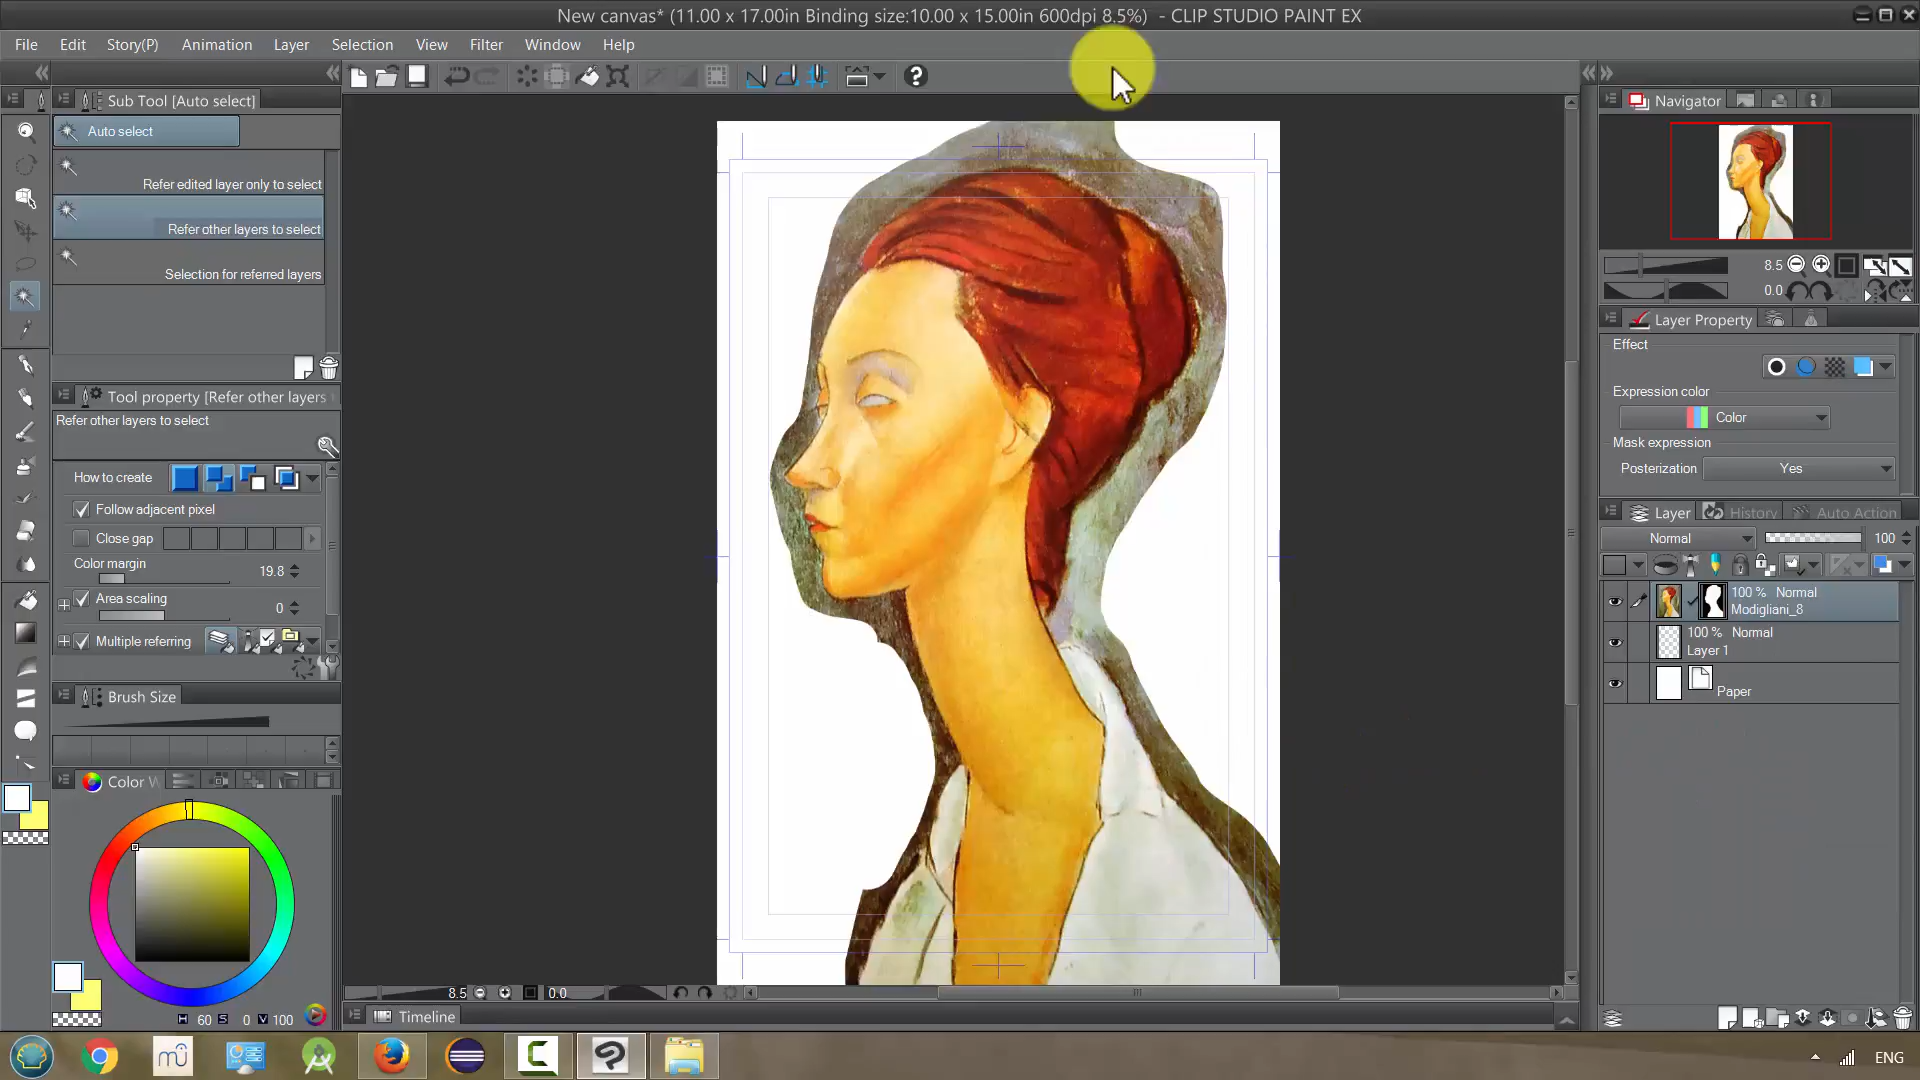 New canvas* (11.00 x 17.00in Binding size:10.00 x 15.00in 600dpi 8.5%) - CLIP STUDIO PAINT EX
File Edit Story(P) Animation Layer Selection View Filter Window Help
Sub Tool [Auto select]
Auto select
Refer edited layer only to select
Refer other layers to select
Selection for referred layers
Tool property [Refer other layers
Refer other layers to select
How to create
Follow adjacent pixel
Close gap
Color margin
19.8
Area scaling
0
Multiple referring
Brush Size
Color W
H 60 S 0 V 100
8.5 0.0
Timeline
Navigator
8.5
0.0
Layer Property
Effect
Expression color
Color
Mask expression
Posterization Yes
Layer History Auto Action
Normal 100
100 % Normal
Modigliani_8
100 % Normal
Layer 1
Paper
ENG